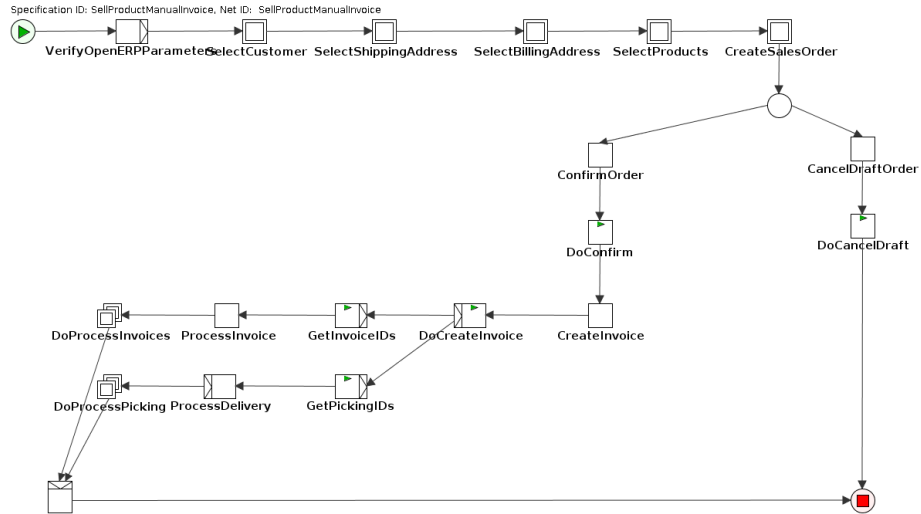 Specification ID: SellProductManualInvoice, Net ID: SellProductManualInvoice
VerifyOpenERPParameters
SelectCustomer
SelectShippingAddress
SelectBillingAddress
SelectProducts
CreateSalesOrder
ConfirmOrder
CancelDraftOrder
DoConfirm
DoCancelDraft
DoProcessInvoices
ProcessInvoice
GetInvoiceIDs
DoCreateInvoice
CreateInvoice
DoProcessPicking
ProcessDelivery
GetPickingIDs